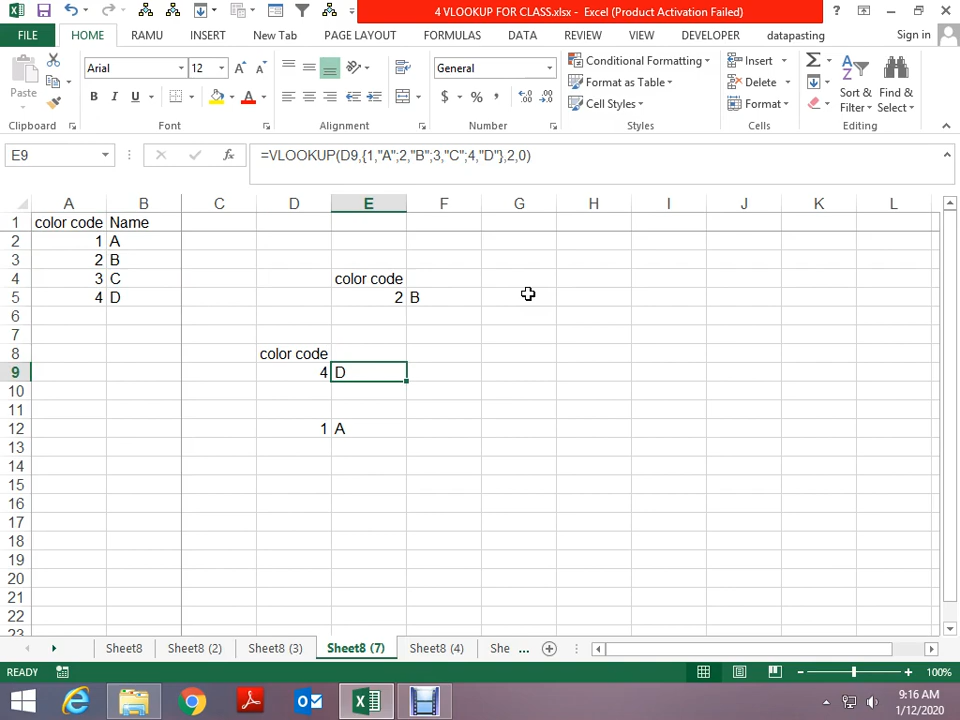 4 VLOOKUP FOR CLASS.xlsx - Excel (Product Activation Failed)
?
FILE HOME RAMU INSERT New Tab PAGE LAYOUT FORMULAS DATA REVIEW VIEW DEVELOPER datapasting Sign in
Paste
Arial 12
B I U A
General
$ % ,
Conditional Formatting
Format as Table
Cell Styles
Insert
Delete
Format
Sort & Filter
Find & Select
Clipboard Font Alignment Number Styles Cells Editing
E9 fx =VLOOKUP(D9,{1,"A";2,"B";3,"C";4,"D"},2,0)
A B C D E F G H I J K L
1 color code Name
2 1 A
3 2 B
4 3 C color code
5 4 D 2 B
6
7
8 color code
9 4 D
10
11
12 1 A
13
14
15
16
17
18
19
20
21
22
23
Sheet8 Sheet8 (2) Sheet8 (3) Sheet8 (7) Sheet8 (4) She ...
READY 100%
9:16 AM
1/12/2020